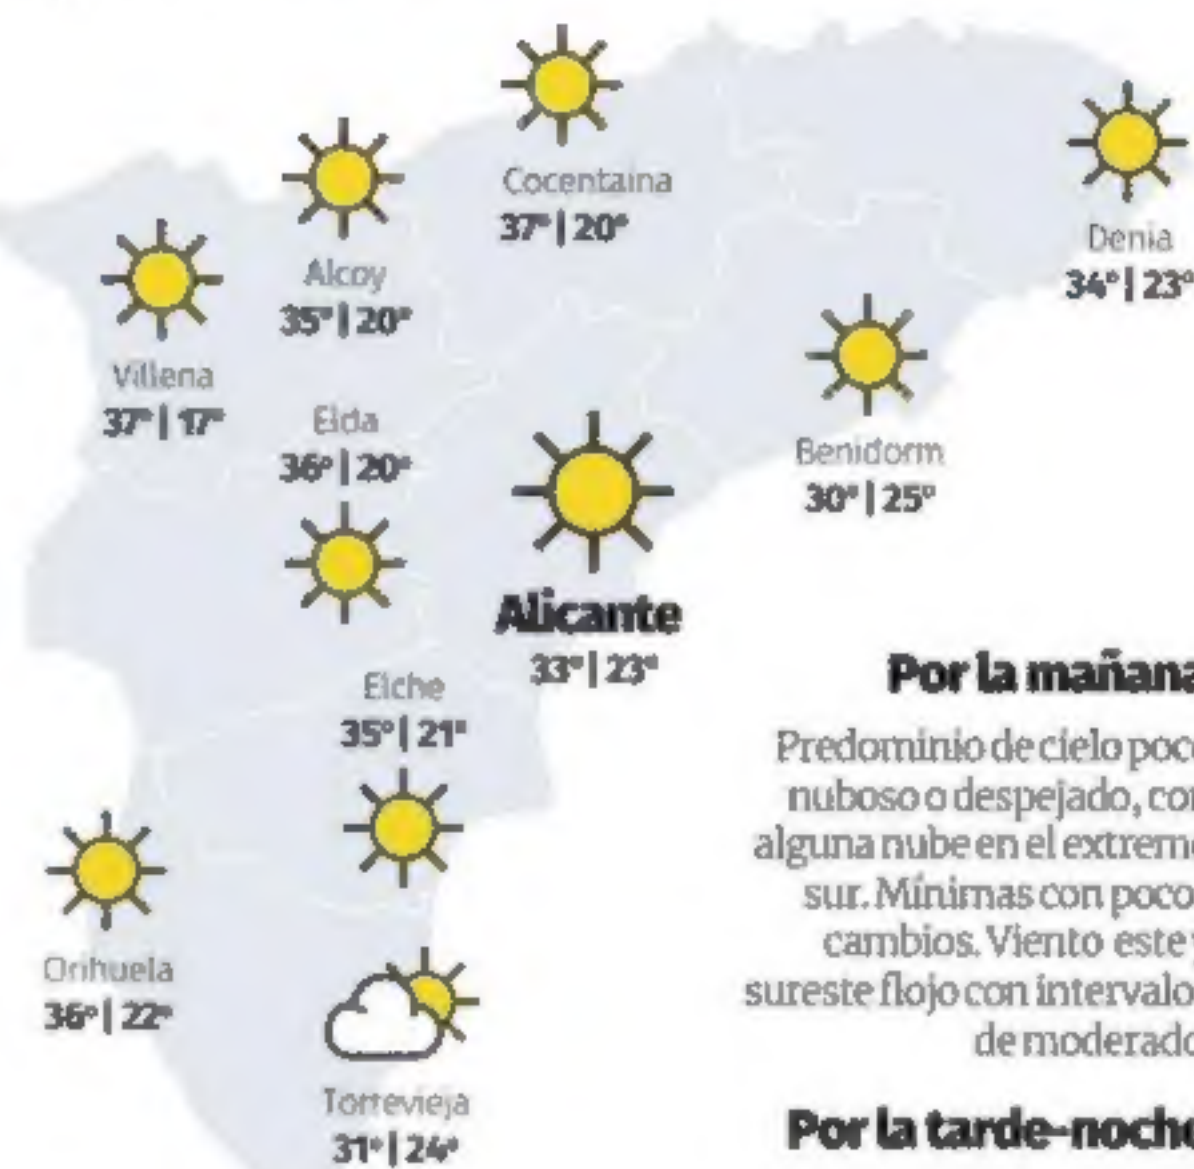 Cocentaina
37°|20°
Denia
34°|23°
Alcoy
35°|20°
Villena
37°|17°
Elda
36°|20°
Benidorm
30°|25°
Alicante
33°|23°
Elche
35°|21°
Orihuela
36°|22°
Torrevieja
31°|24°
Por la mañana
Predominio de cielo poco
nuboso o despejado, con
alguna nube en el extremo
sur. Mínimas con poco
cambios. Viento este y
sureste flojo con intervalo
de moderado
Por la tarde-noche